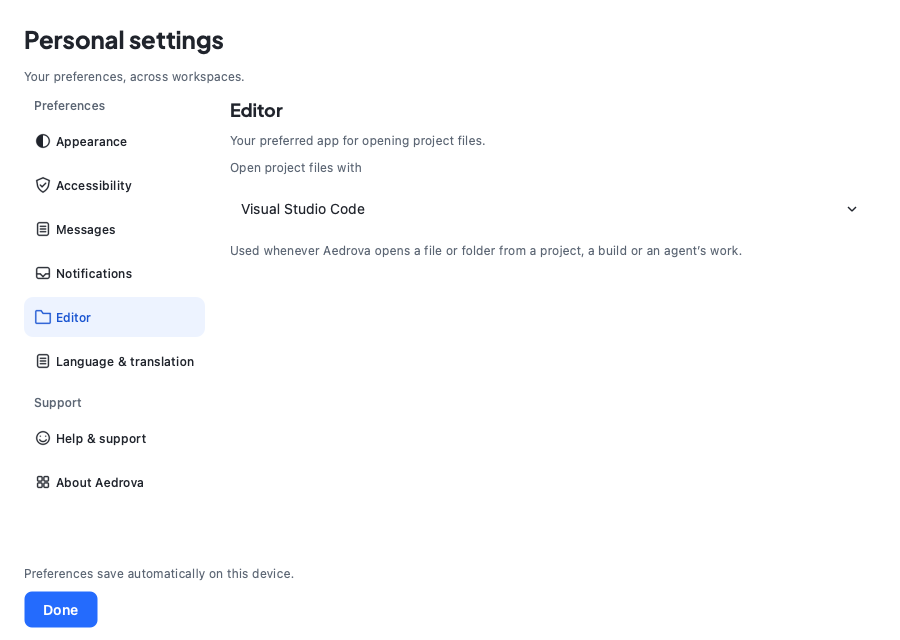 Personal settings
Your preferences, across workspaces.
Preferences
Appearance
Accessibility
Messages
Notifications
Editor
Language & translation
Support
Help & support
About Aedrova
Editor
Your preferred app for opening project files.
Open project files with
Visual Studio Code
Used whenever Aedrova opens a file or folder from a project, a build or an agent’s work.
Preferences save automatically on this device.
Done